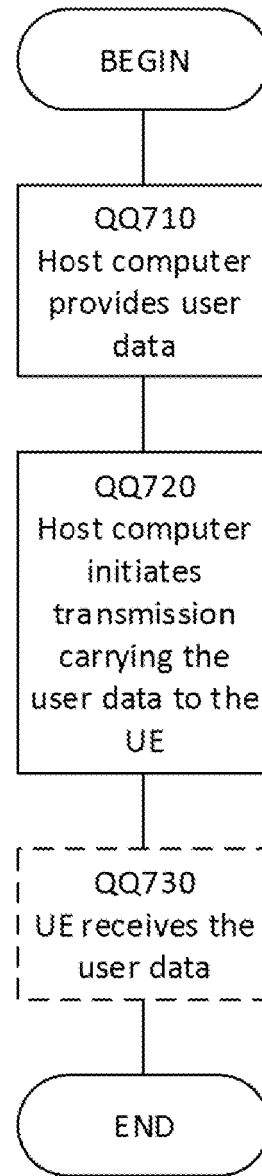 BEGIN
QQ710
Host computer
provides user
data
QQ720
Host computer
initiates
transmission
carrying the
user data to the
UE
QQ730
UE receives the
user data
END